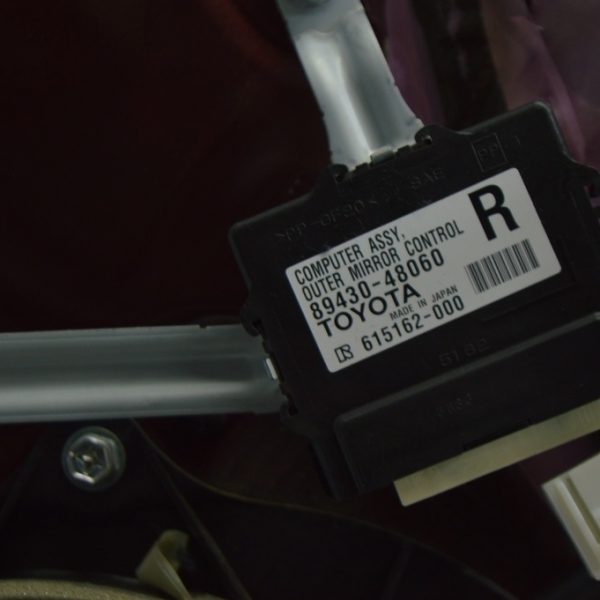 COMPUTER ASSY,
OUTER MIRROR CONTROL
R
89430-48060
TOYOTA
MADE IN JAPAN
615162-000